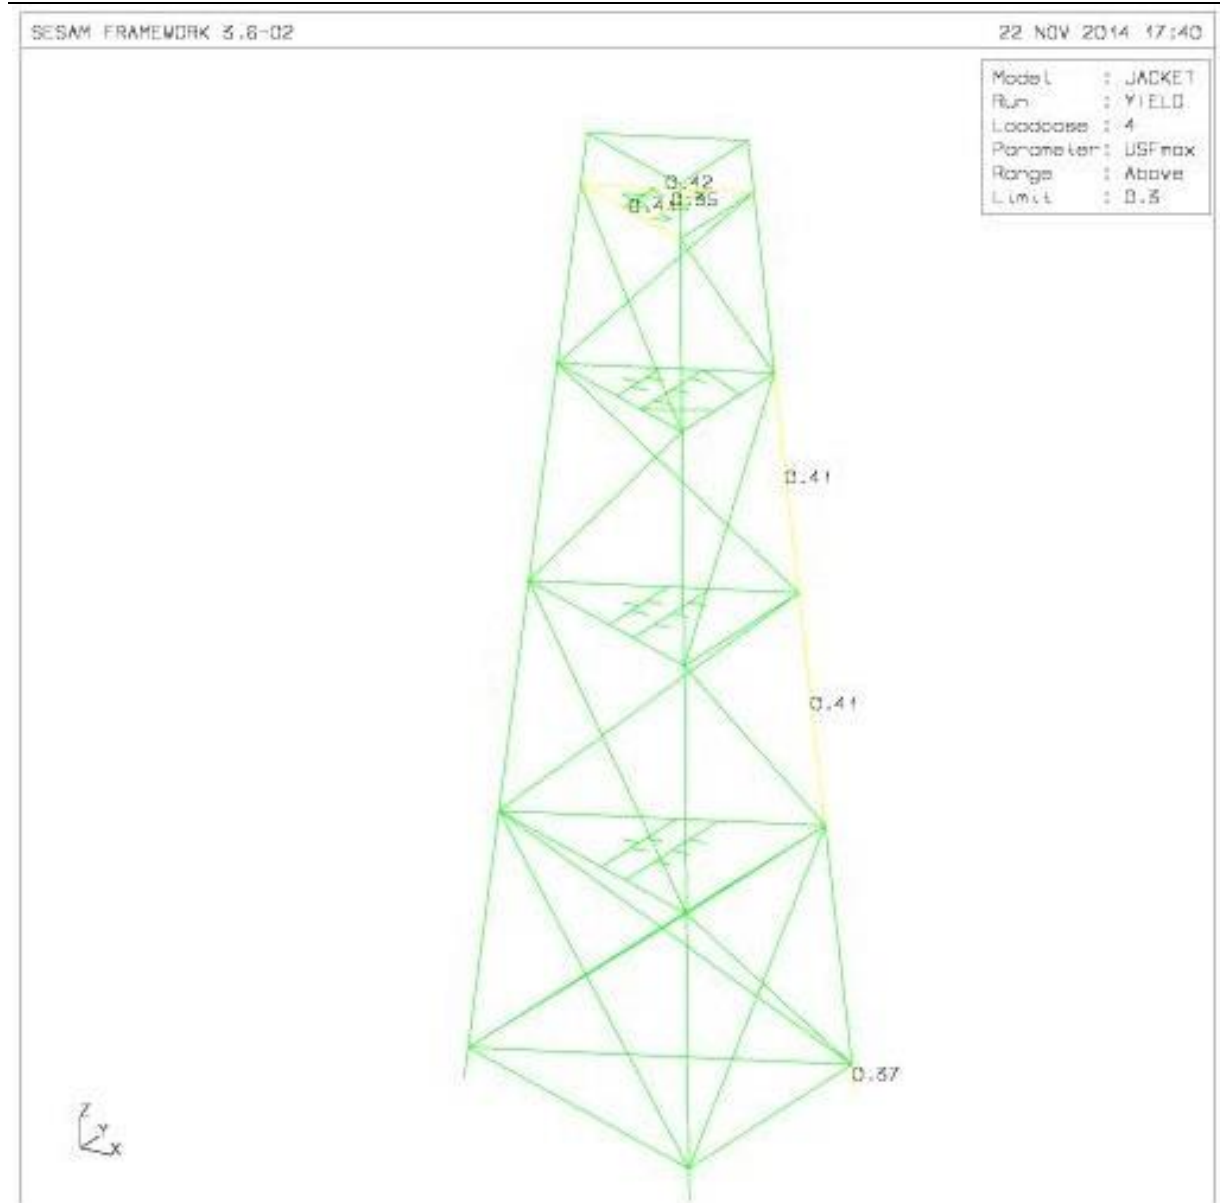 SESAM FRAMEWORK 3.6-02
22 NOV 2014 17:40
Model : JACKET
Run : YIELD
Loadcase : 4
Parameter: USFmax
Range : Above
Limit : 0.3
0.42
0.35
0.41
0.41
0.37
Z
Y
X